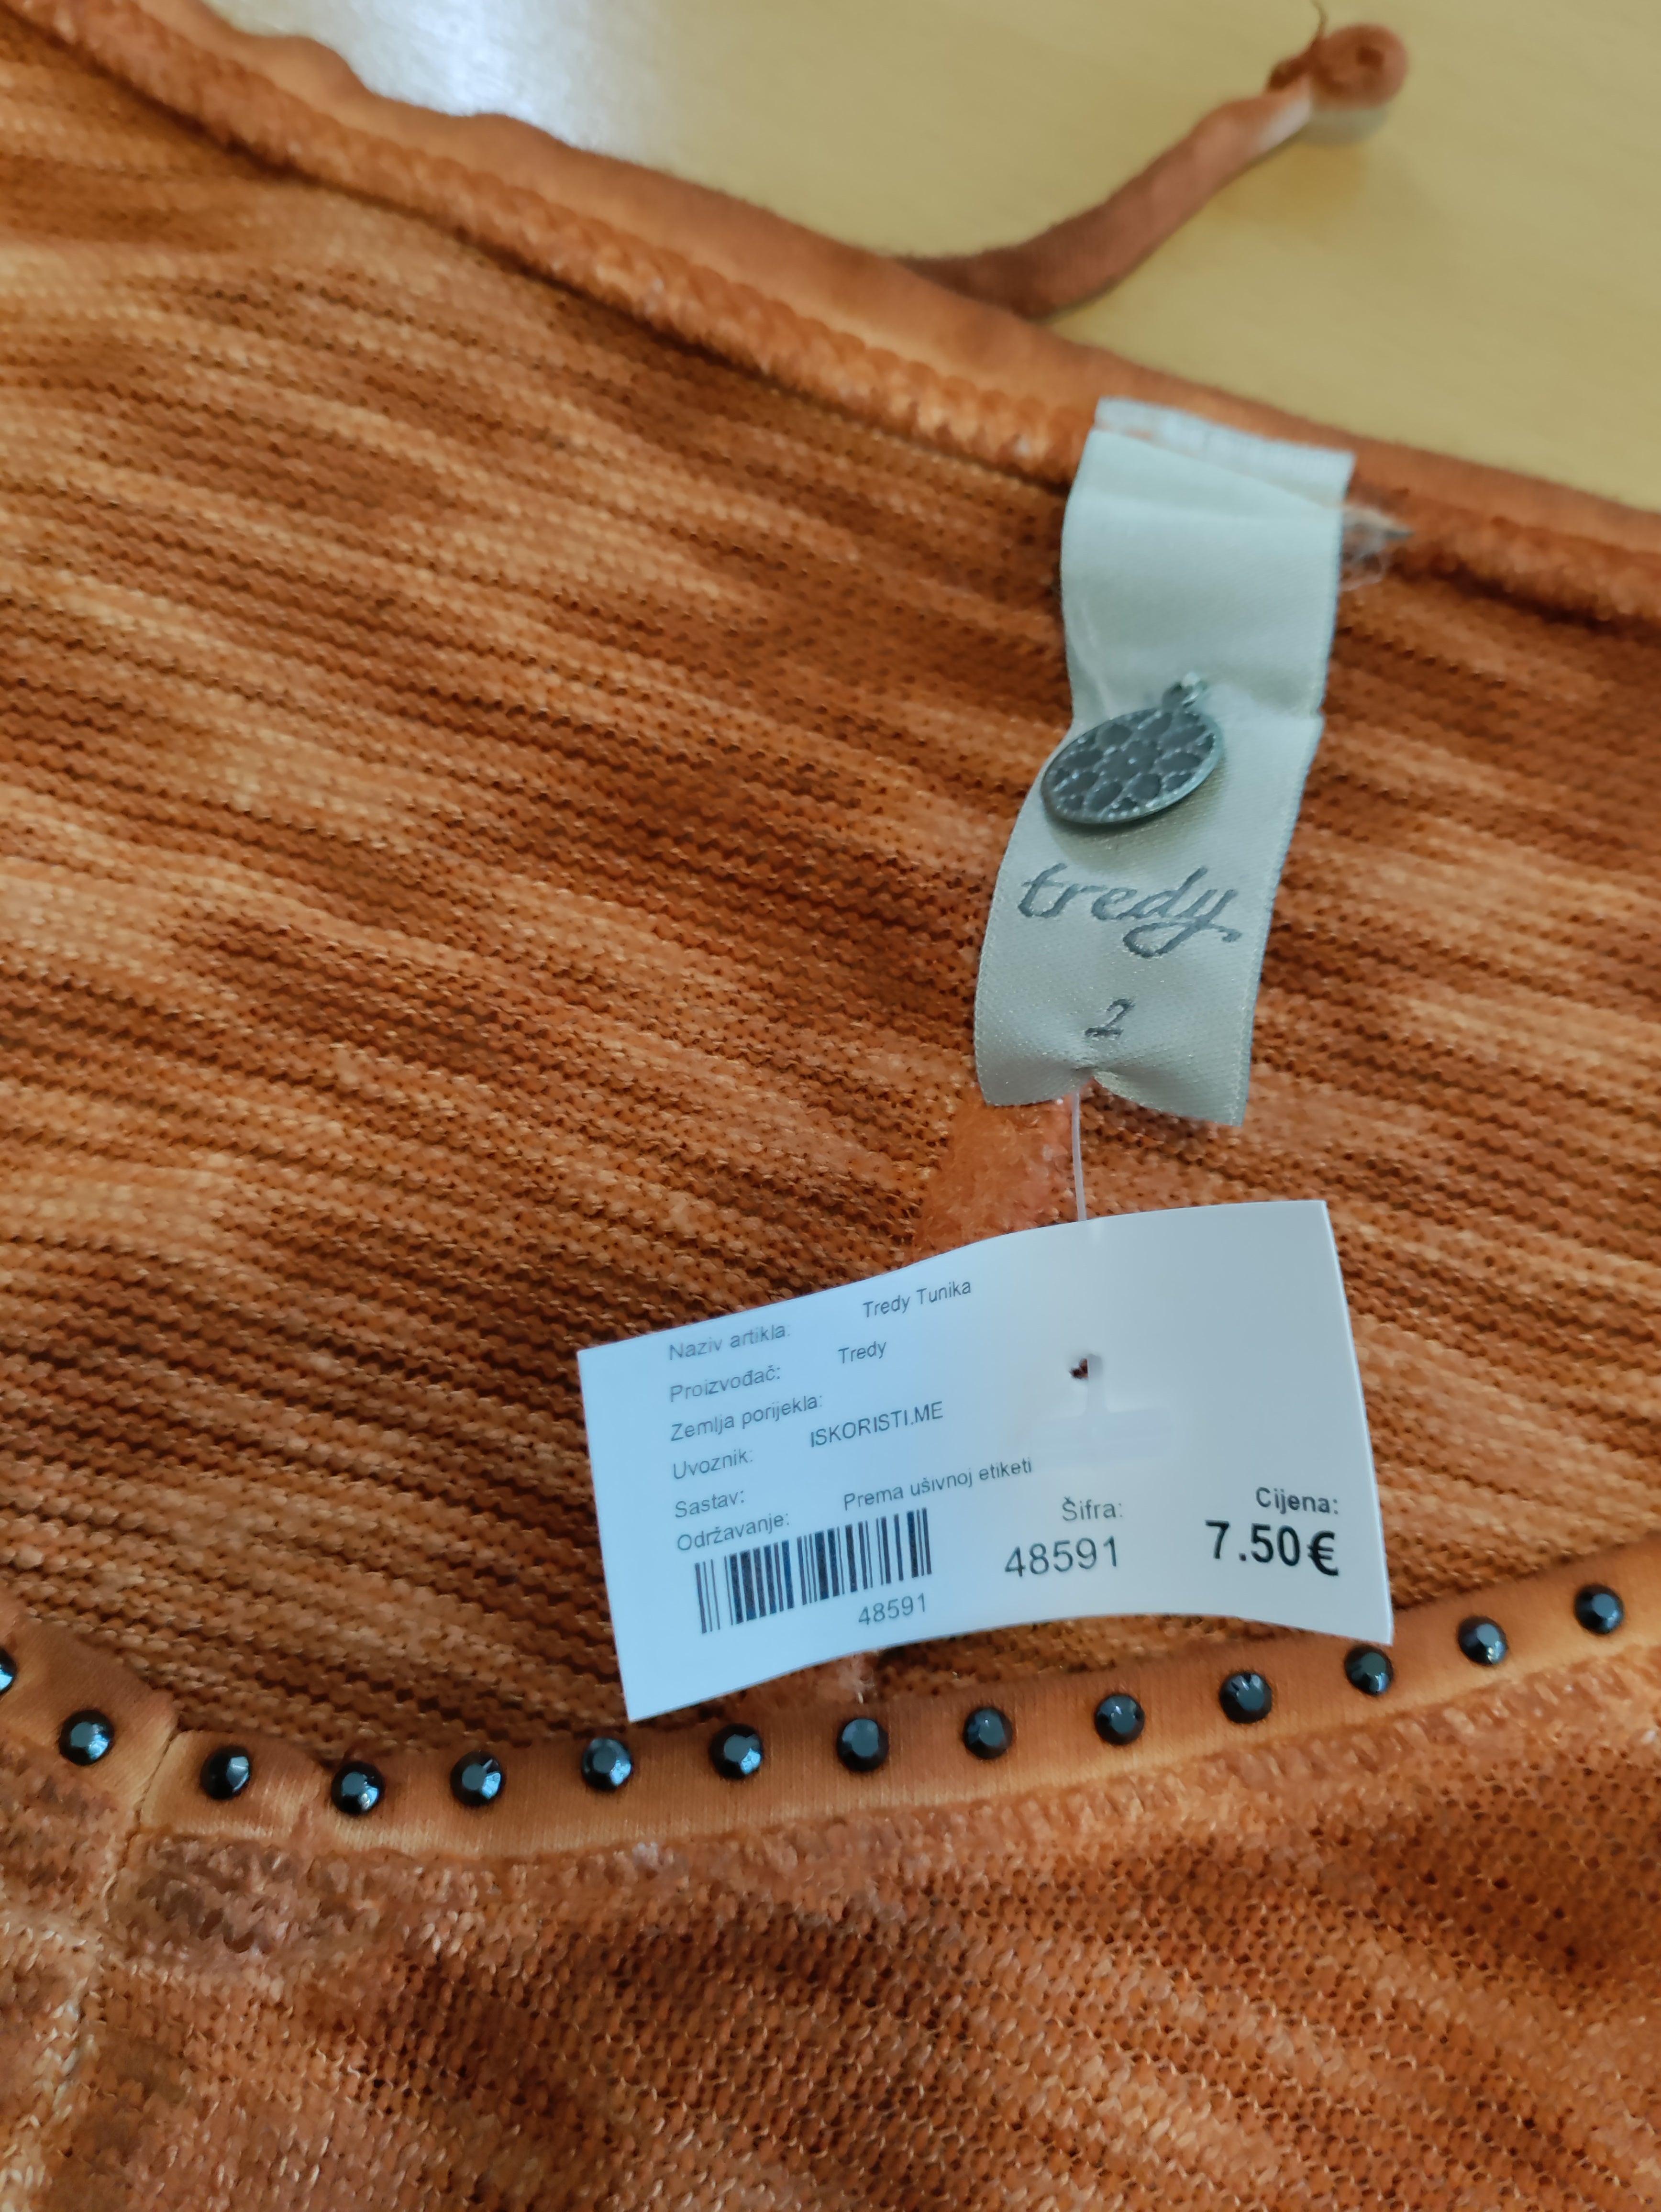 tredy
2
Naziv artikla: Tredy Tunika
Proizvođač: Tredy
Zemlja porijekla:
Uvoznik: ISKORISTI.ME
Sastav:
Održavanje: Prema ušivnoj etiketi
48591
Šifra:
48591
Cijena:
7.50€